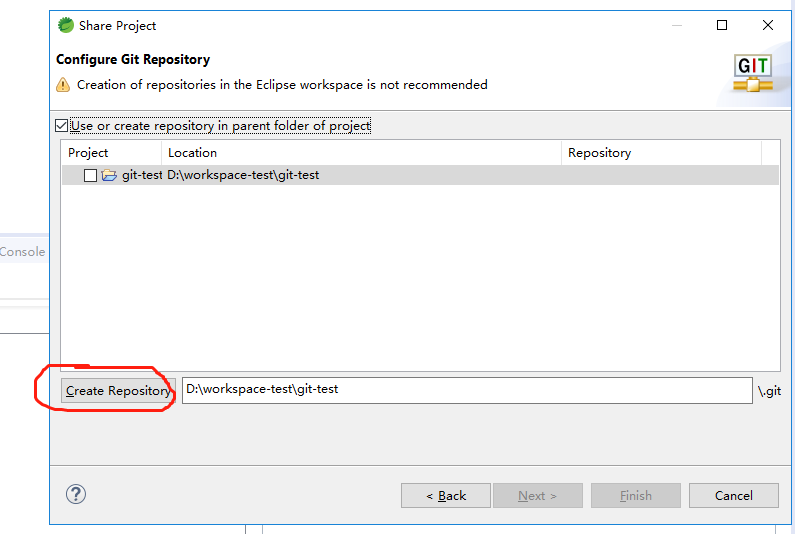 Share Project
Configure Git Repository
Creation of repositories in the Eclipse workspace is not recommended
GIT
Use or create repository in parent folder of project
Project Location Repository
git-test D:\workspace-test\git-test
Console
Create Repository D:\workspace-test\git-test \.git
?
< Back Next > Finish Cancel